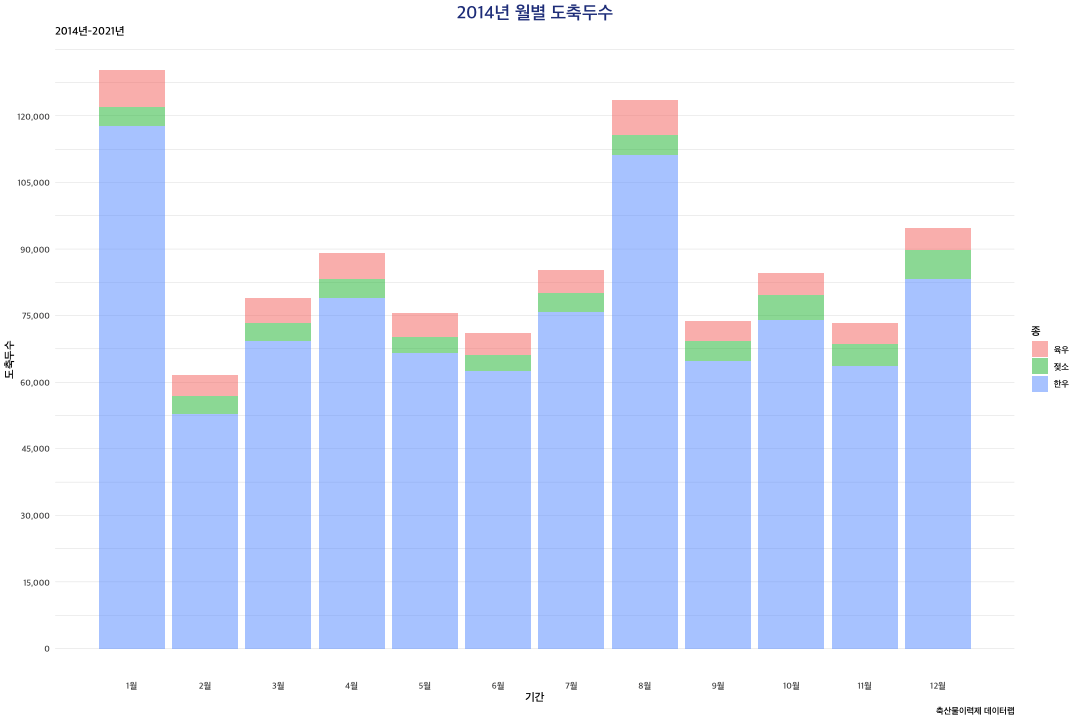 2014년 월별 도축두수
2014년-2021년
도축두수
120,000
105,000
90,000
75,000
60,000
45,000
30,000
15,000
0
1월 2월 3월 4월 5월 6월 7월 8월 9월 10월 11월 12월
기간
종
육우
젖소
한우
축산물이력제 데이터랩